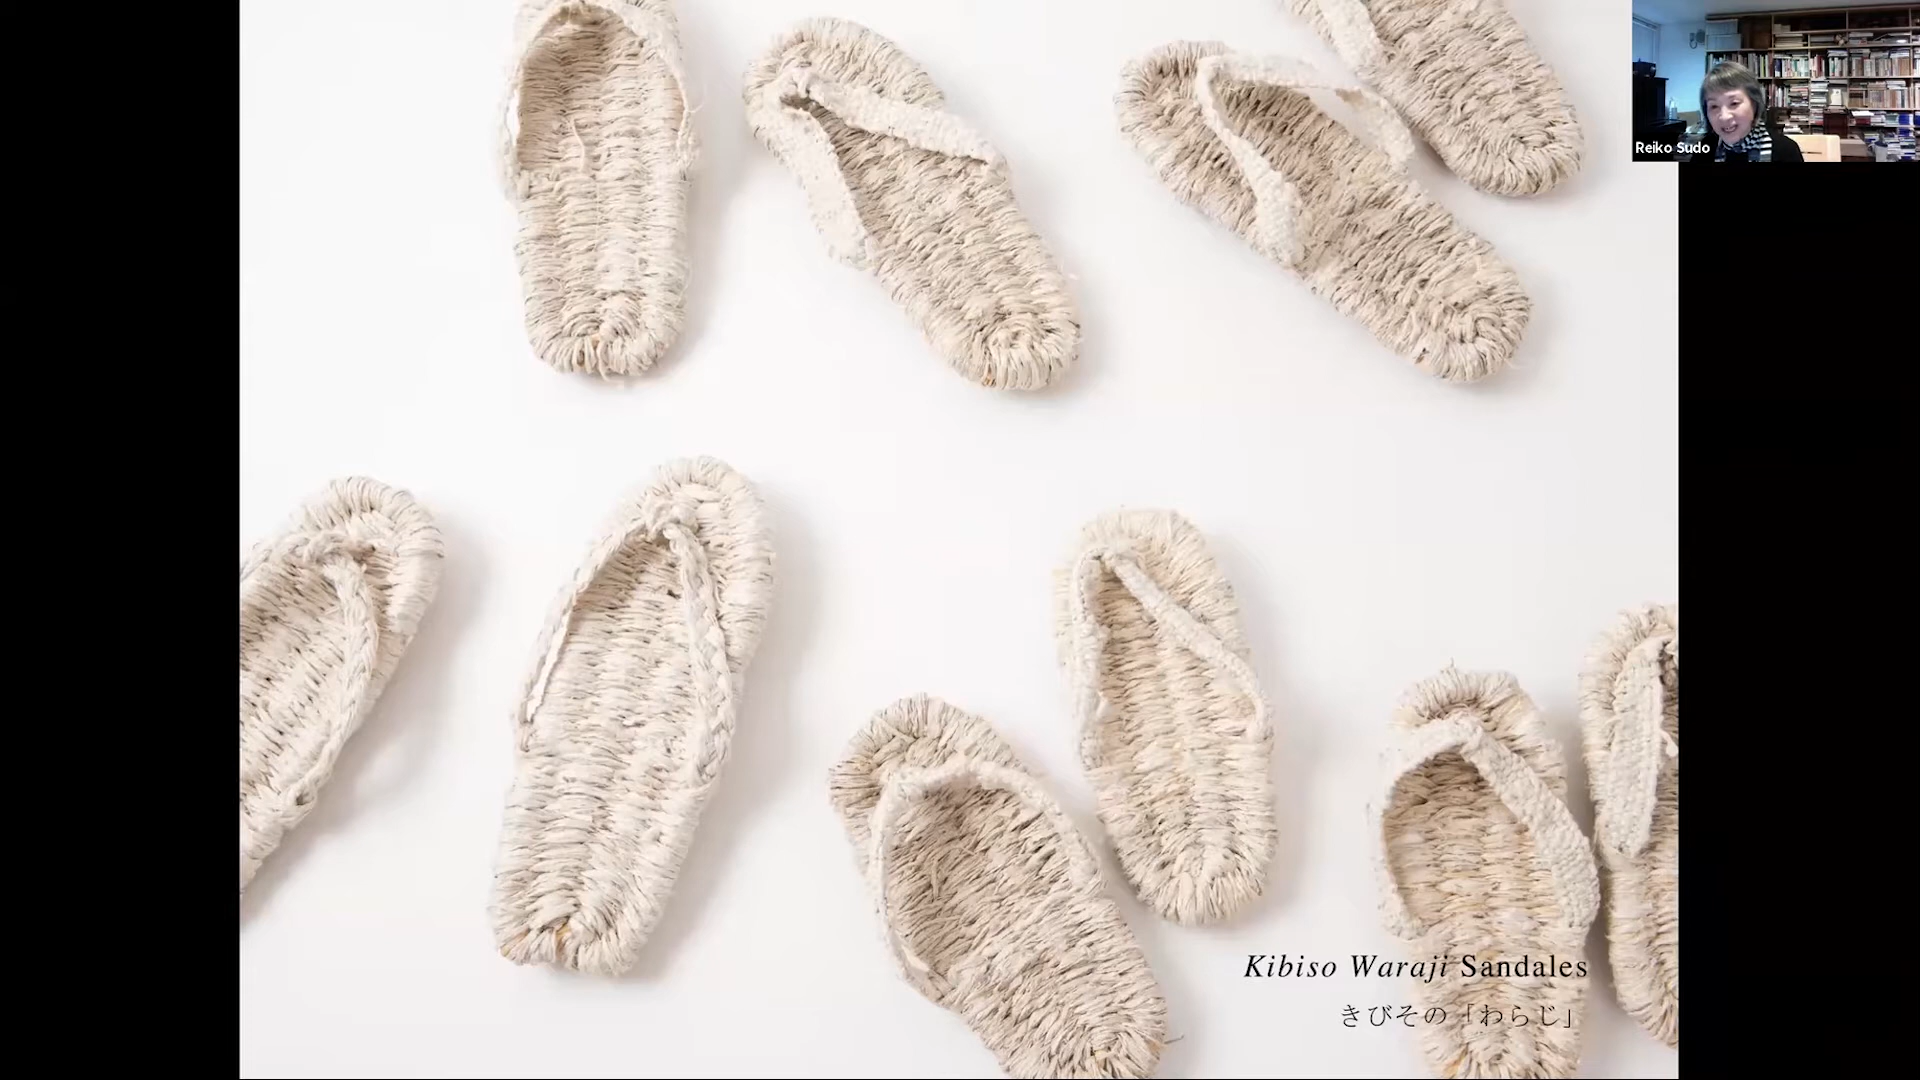 Reiko Sudo
Kibiso Waraji Sandales
きびその「わらじ」